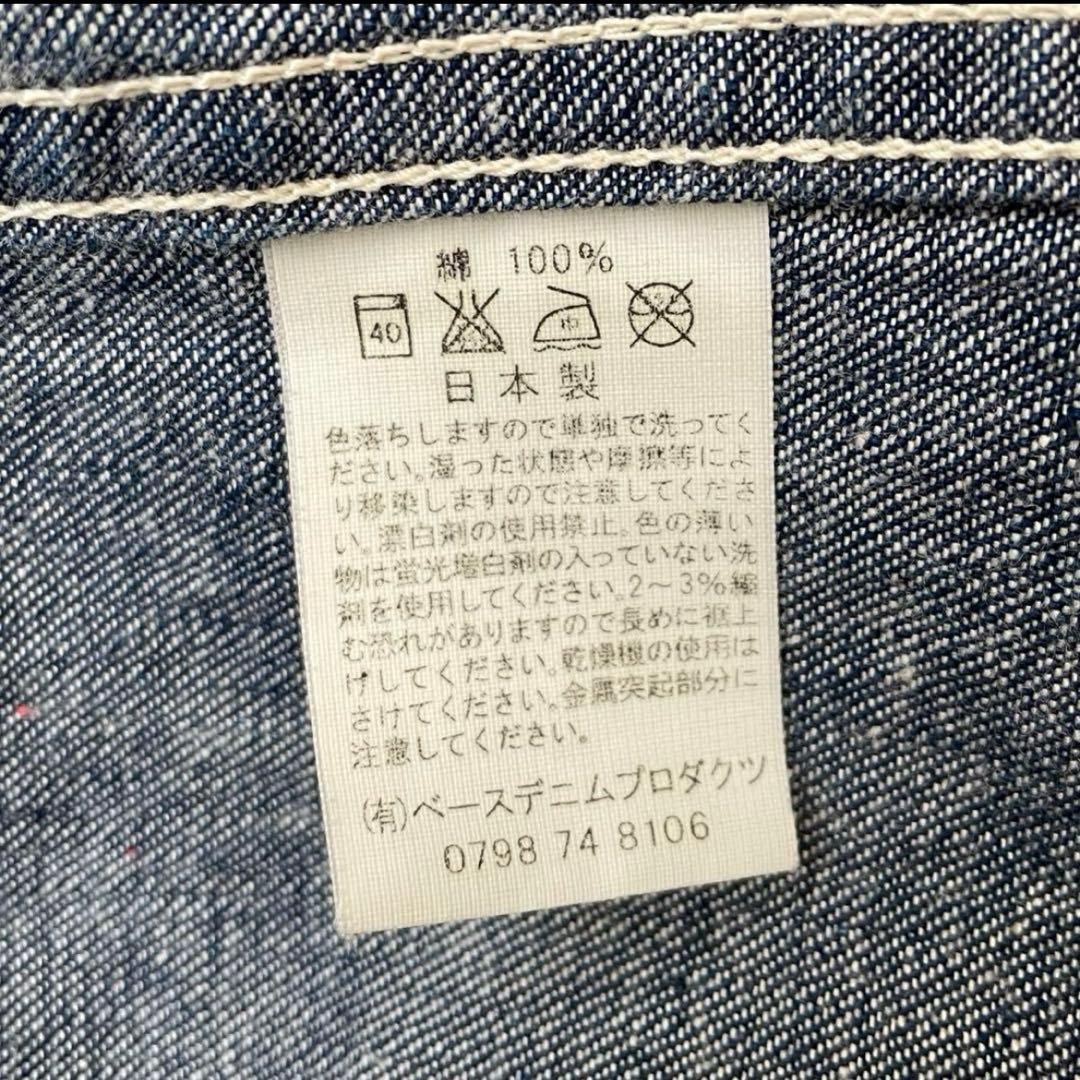 綿 100%
40
中
日本製
色落ちしますので単独で洗ってく
ださい。湿った状態や摩擦等によ
り移染しますので注意してくださ
い。漂白剤の使用禁止。色の薄い
物は蛍光増白剤の入っていない洗
剤を使用してください。2～3%縮
む恐れがありますので長めに裾上
げしてください。乾燥機の使用は
さけてください。金属突起部分に
注意してください。
(有)ベースデニムプロダクツ
0798 74 8106